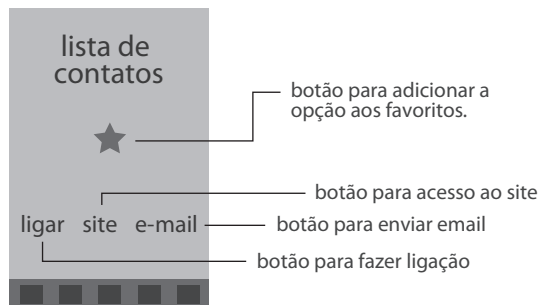 lista de
contatos
botão para adicionar a
opção aos favoritos.
botão para acesso ao site
ligar site e-mail
botão para enviar email
botão para fazer ligação